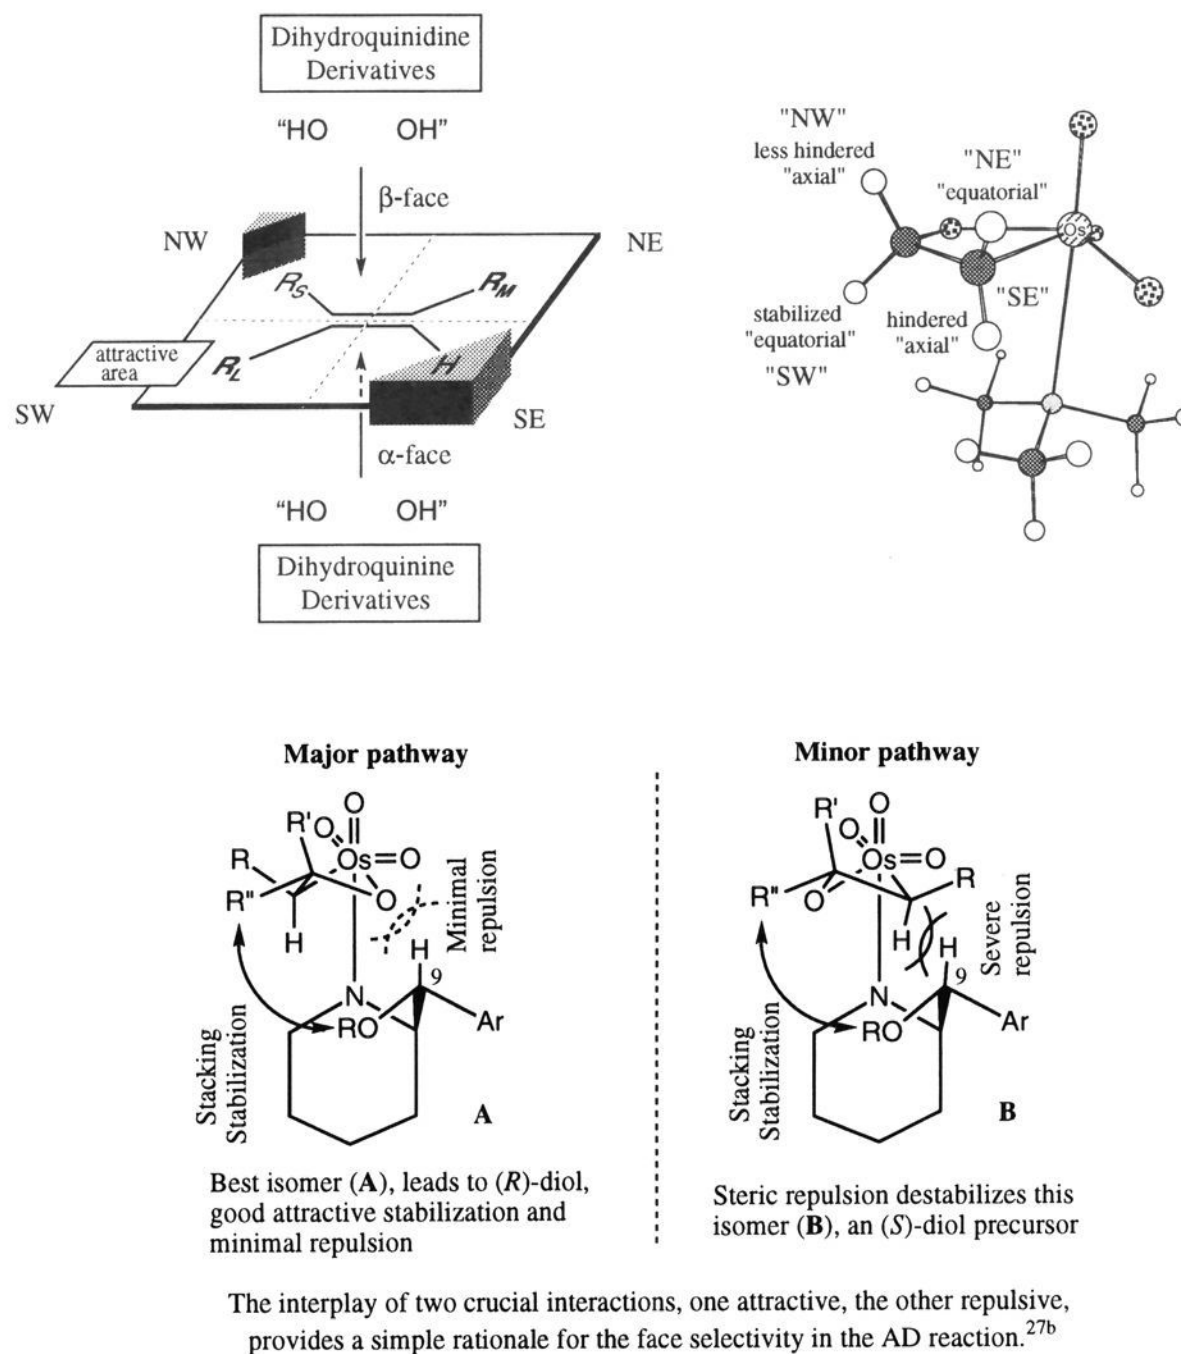 Dihydroquinidine
Derivatives
“HO OH”
β-face
NW
NE
R_S
R_M
attractive
area
R_L
H
SW
SE
α-face
“HO OH”
Dihydroquinine
Derivatives
"NW"
less hindered
"axial"
"NE"
"equatorial"
Os
"SE"
stabilized
"equatorial"
"SW"
hindered
"axial"
Major pathway
R'
O
O
R
Os
O
R"
O
H
Minimal
repulsion
H
9
N
RO
Ar
Stacking
Stabilization
A
Best isomer (A), leads to (R)-diol,
good attractive stabilization and
minimal repulsion
Minor pathway
R'
O
O
Os
O
R"
O
R
H
Severe
repulsion
H
9
N
RO
Ar
Stacking
Stabilization
B
Steric repulsion destabilizes this
isomer (B), an (S)-diol precursor
The interplay of two crucial interactions, one attractive, the other repulsive,
provides a simple rationale for the face selectivity in the AD reaction.27b